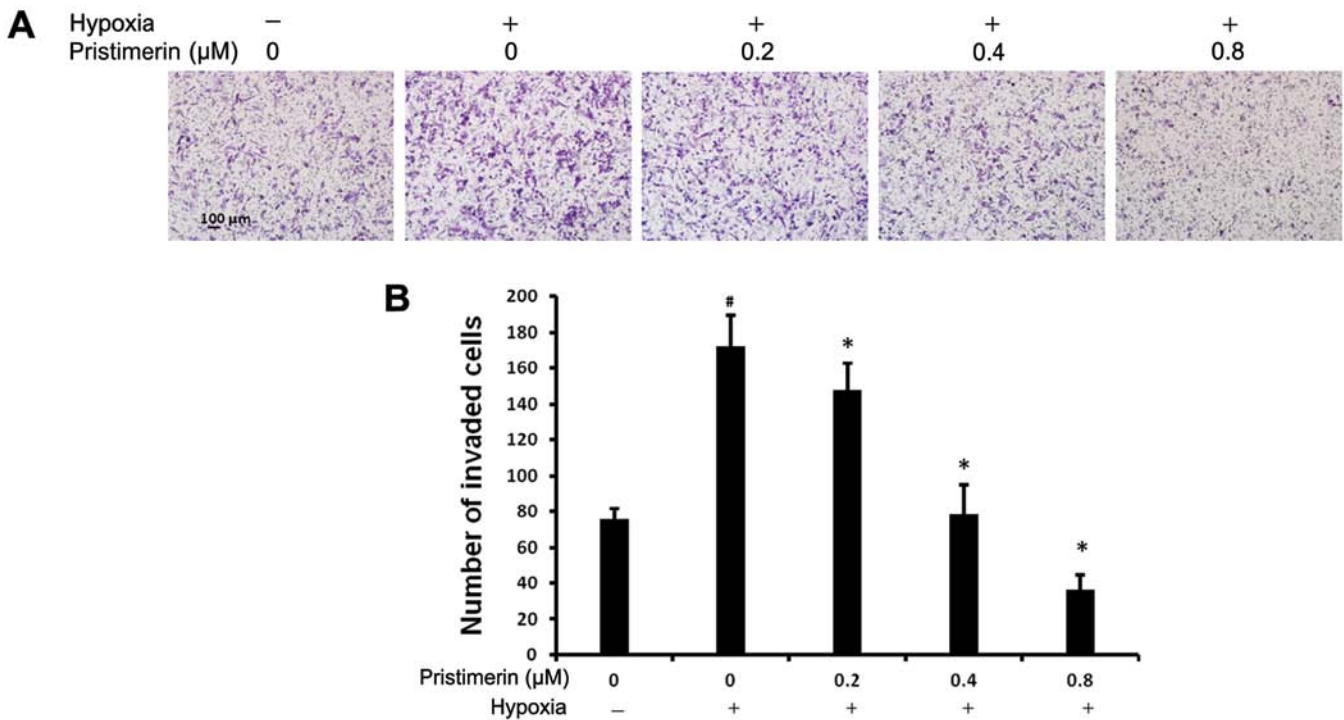 A
Hypoxia − + + + +
Pristimerin (µM) 0 0 0.2 0.4 0.8
100 µm
B
Number of invaded cells
200
180
160
140
120
100
80
60
40
20
0
#
*
*
*
Pristimerin (µM) 0 0 0.2 0.4 0.8
Hypoxia − + + + +